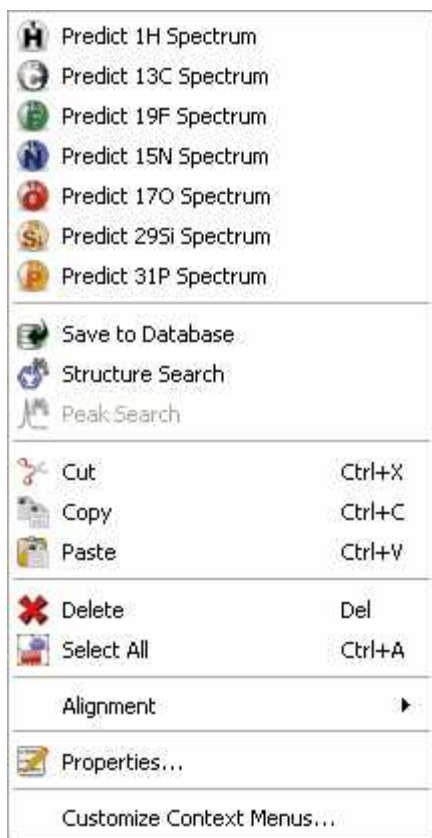 Predict 1H Spectrum
Predict 13C Spectrum
Predict 19F Spectrum
Predict 15N Spectrum
Predict 17O Spectrum
Predict 29Si Spectrum
Predict 31P Spectrum
Save to Database
Structure Search
Peak Search
Cut Ctrl+X
Copy Ctrl+C
Paste Ctrl+V
Delete Del
Select All Ctrl+A
Alignment
Properties...
Customize Context Menus...